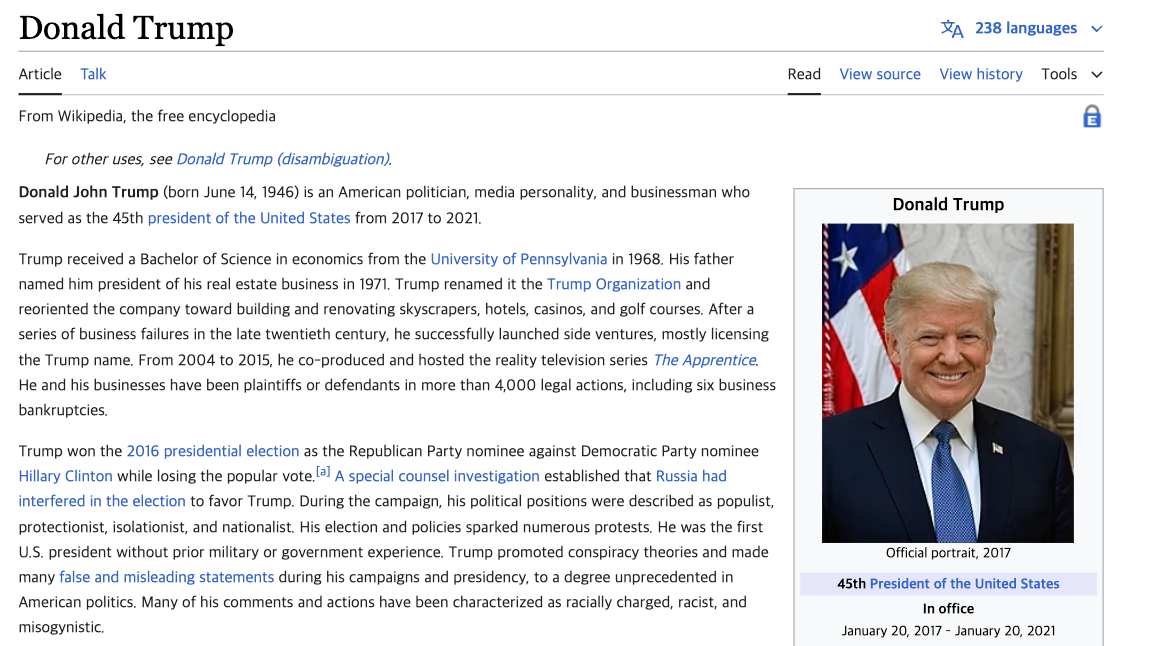 Donald Trump
238 languages
Article Talk
Read View source View history Tools
From Wikipedia, the free encyclopedia
E
For other uses, see Donald Trump (disambiguation).
Donald John Trump (born June 14, 1946) is an American politician, media personality, and businessman who
served as the 45th president of the United States from 2017 to 2021.
Trump received a Bachelor of Science in economics from the University of Pennsylvania in 1968. His father
named him president of his real estate business in 1971. Trump renamed it the Trump Organization and
reoriented the company toward building and renovating skyscrapers, hotels, casinos, and golf courses. After a
series of business failures in the late twentieth century, he successfully launched side ventures, mostly licensing
the Trump name. From 2004 to 2015, he co-produced and hosted the reality television series The Apprentice.
He and his businesses have been plaintiffs or defendants in more than 4,000 legal actions, including six business
bankruptcies.
Trump won the 2016 presidential election as the Republican Party nominee against Democratic Party nominee
Hillary Clinton while losing the popular vote.[a] A special counsel investigation established that Russia had
interfered in the election to favor Trump. During the campaign, his political positions were described as populist,
protectionist, isolationist, and nationalist. His election and policies sparked numerous protests. He was the first
U.S. president without prior military or government experience. Trump promoted conspiracy theories and made
many false and misleading statements during his campaigns and presidency, to a degree unprecedented in
American politics. Many of his comments and actions have been characterized as racially charged, racist, and
misogynistic.
Donald Trump
Official portrait, 2017
45th President of the United States
In office
January 20, 2017 - January 20, 2021